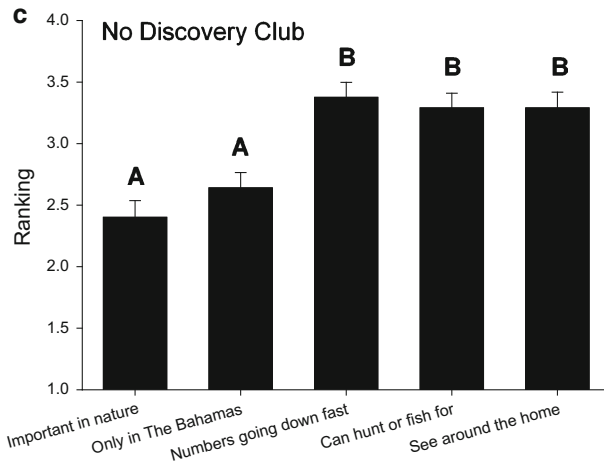 c
No Discovery Club
4.0
3.5
3.0
2.5
2.0
1.5
1.0
Ranking
A
A
B
B
B
Important in nature
Only in The Bahamas
Numbers going down fast
Can hunt or fish for
See around the home